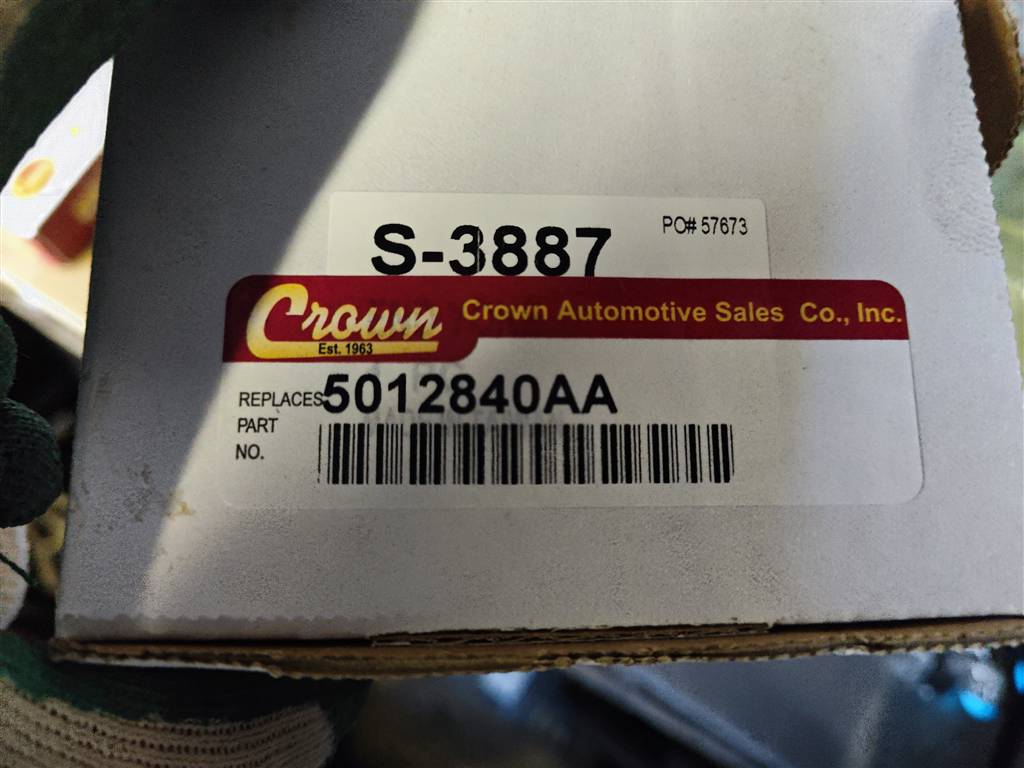 S-3887
PO# 57673
Crown
Est. 1963
Crown Automotive Sales Co., Inc.
REPLACES 5012840AA
PART
NO.